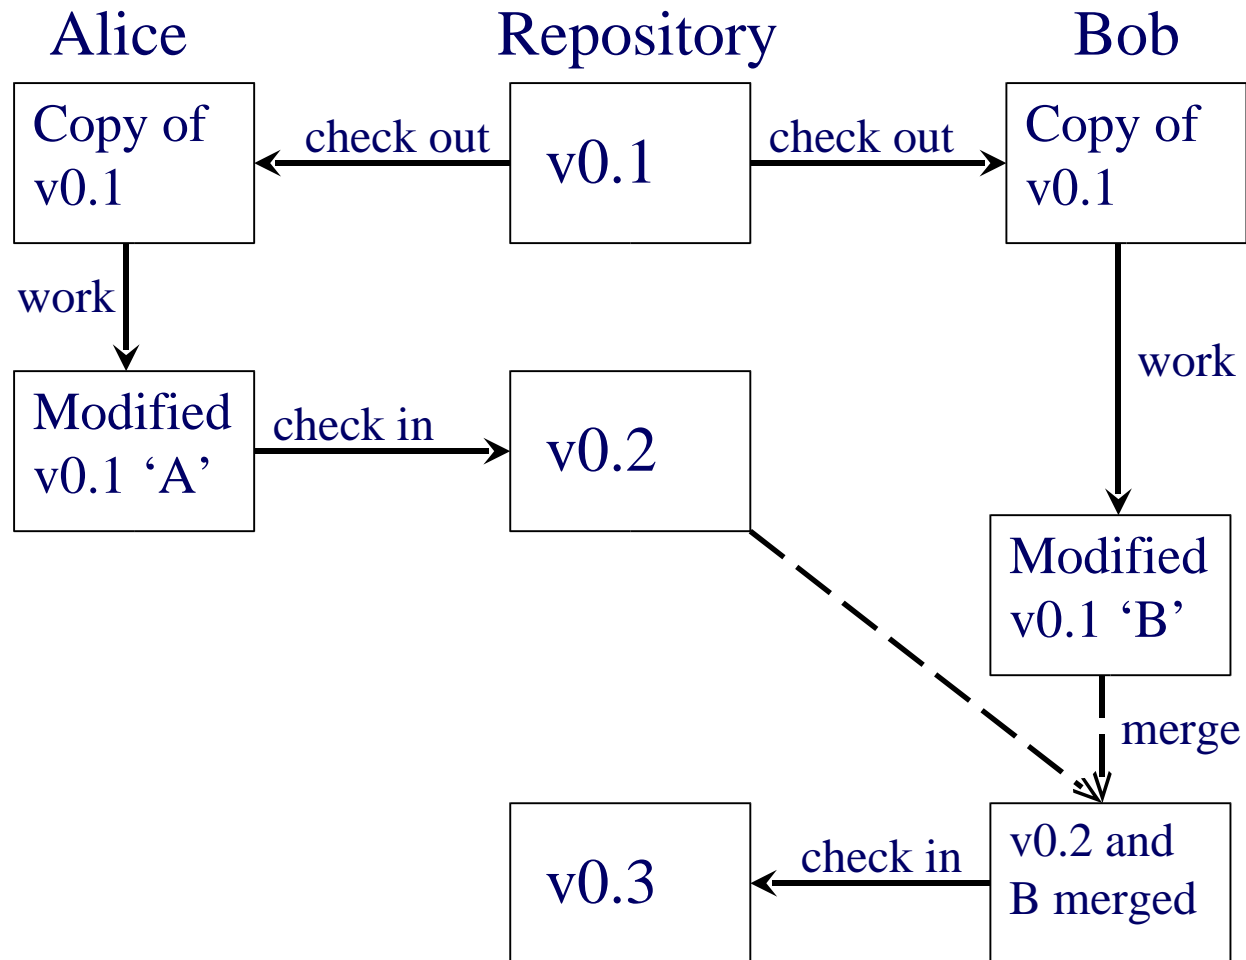 Alice
Repository
Bob
Copy of
v0.1
check out
v0.1
check out
Copy of
v0.1
work
work
Modified
v0.1 ‘A’
check in
v0.2
Modified
v0.1 ‘B’
merge
v0.3
check in
v0.2 and
B merged